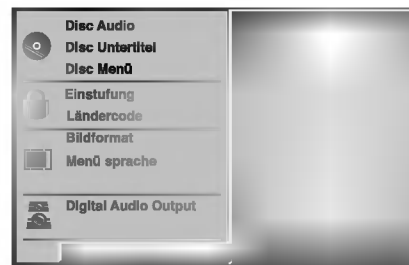 Disc Audio
Disc Untertitel
Disc Menü
Einstufung
Ländercode
Bildformat
Menü sprache
Digital Audio Output